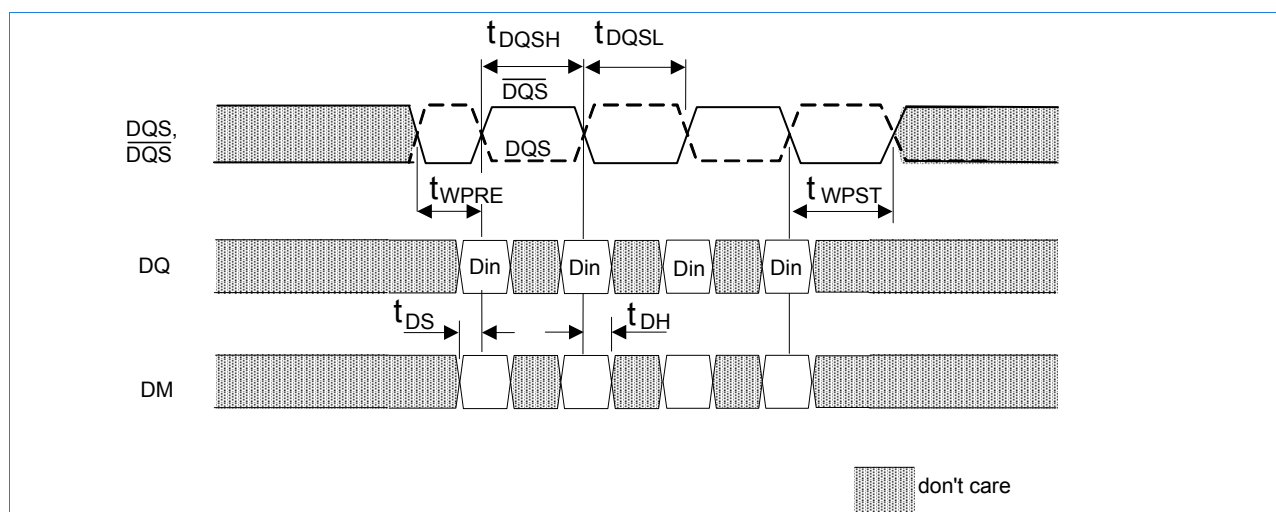 tDQSH tDQSL
DQS
DQS,
DQS
DQS
tWPRE tWPST
DQ Din Din Din Din
tDS tDH
DM
don't care